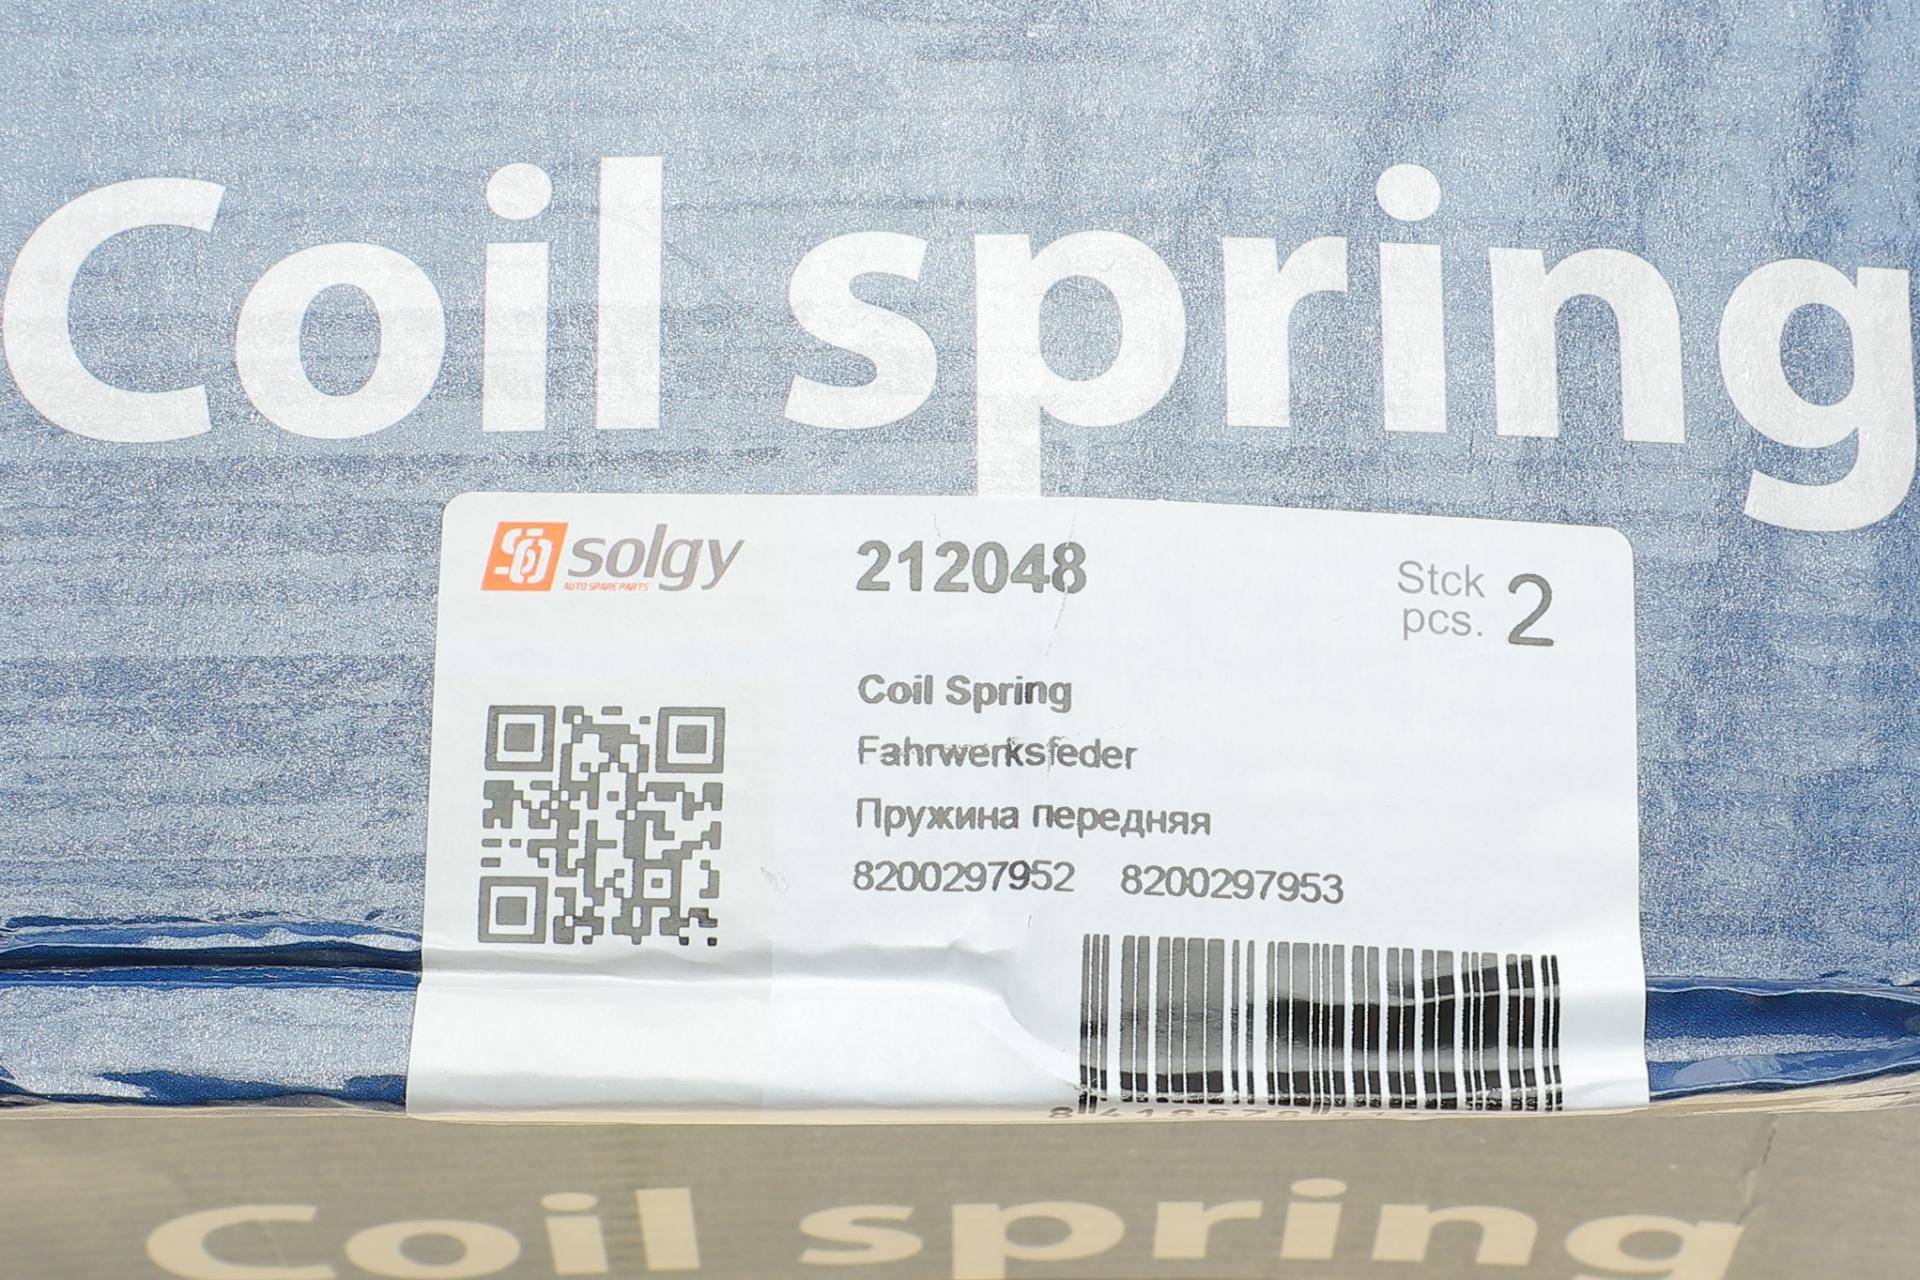 Coil spring
solgy
AUTO SPARE PARTS
212048
Stck
pcs. 2
Coil Spring
Fahrwerksfeder
Пружина передняя
8200297952 8200297953
Coil spring